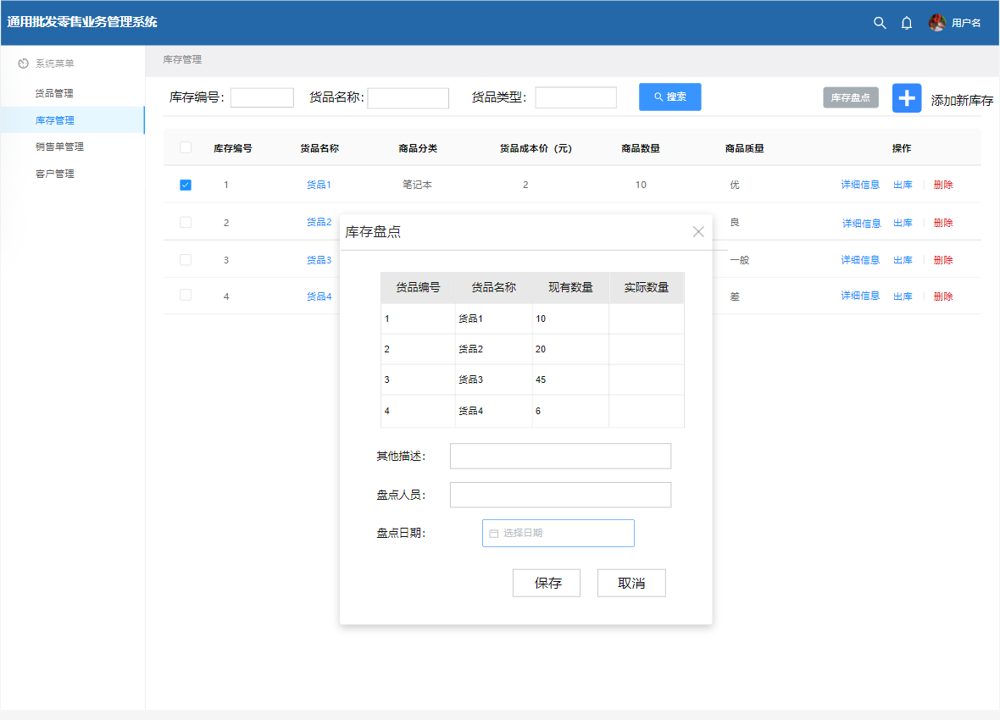 通用批发零售业务管理系统
用户名
系统菜单
货品管理
库存管理
销售单管理
客户管理
库存管理
库存编号： 货品名称： 货品类型： 搜索 库存盘点 添加新库存
库存编号 货品名称 商品分类 货品成本价（元） 商品数量 商品质量 操作
1 货品1 笔记本 2 10 优 详细信息 出库 删除
2 货品2 良 详细信息 出库 删除
3 货品3 一般 详细信息 出库 删除
4 货品4 差 详细信息 出库 删除
库存盘点
货品编号 货品名称 现有数量 实际数量
1 货品1 10
2 货品2 20
3 货品3 45
4 货品4 6
其他描述：
盘点人员：
盘点日期： 选择日期
保存 取消